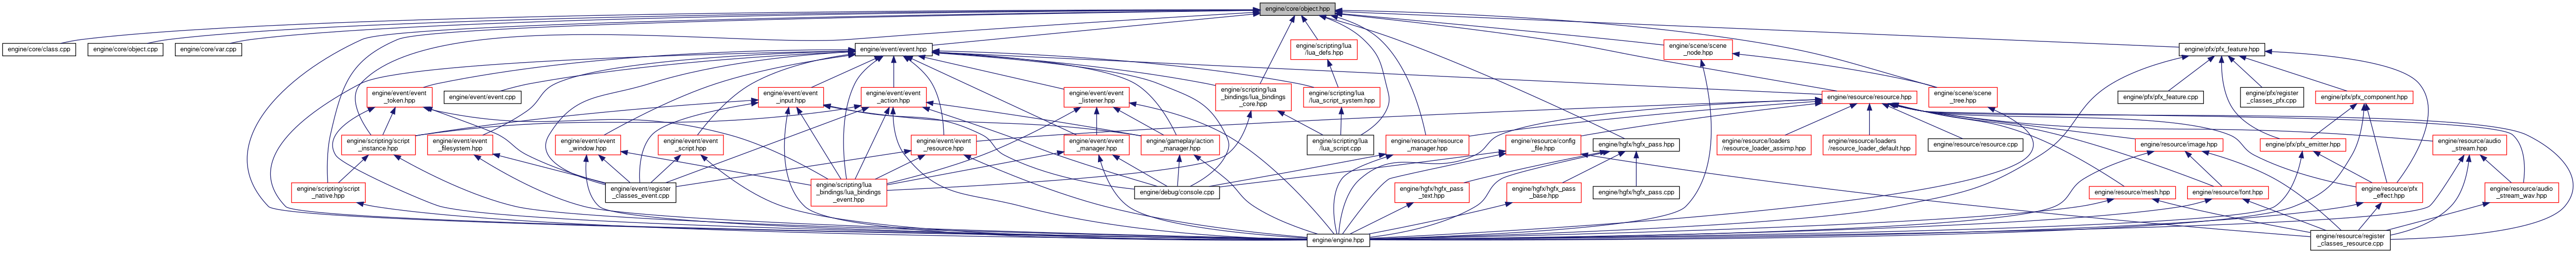 engine/core/object.hpp
engine/core/class.cpp
engine/core/object.cpp
engine/core/var.cpp
engine/event/event.hpp
engine/scripting/lua
/lua_defs.hpp
engine/scene/scene
_node.hpp
engine/pfx/pfx_feature.hpp
engine/event/event
_token.hpp
engine/event/event.cpp
engine/event/event
_input.hpp
engine/event/event
_action.hpp
engine/event/event
_listener.hpp
engine/scripting/lua
_bindings/lua_bindings
_core.hpp
engine/scripting/lua
/lua_script_system.hpp
engine/resource/resource.hpp
engine/scene/scene
_tree.hpp
engine/pfx/pfx_feature.cpp
engine/pfx/register
_classes_pfx.cpp
engine/pfx/pfx_component.hpp
engine/scripting/script
_instance.hpp
engine/event/event
_filesystem.hpp
engine/event/event
_window.hpp
engine/event/event
_script.hpp
engine/event/event
_resource.hpp
engine/event/event
_manager.hpp
engine/gameplay/action
_manager.hpp
engine/scripting/lua
/lua_script.cpp
engine/resource/resource
_manager.hpp
engine/resource/config
_file.hpp
engine/hgfx/hgfx_pass.hpp
engine/resource/loaders
/resource_loader_assimp.hpp
engine/resource/loaders
/resource_loader_default.hpp
engine/resource/resource.cpp
engine/resource/image.hpp
engine/pfx/pfx_emitter.hpp
engine/resource/audio
_stream.hpp
engine/scripting/script
_native.hpp
engine/event/register
_classes_event.cpp
engine/scripting/lua
_bindings/lua_bindings
_event.hpp
engine/debug/console.cpp
engine/hgfx/hgfx_pass
_text.hpp
engine/hgfx/hgfx_pass
_base.hpp
engine/hgfx/hgfx_pass.cpp
engine/resource/mesh.hpp
engine/resource/font.hpp
engine/resource/pfx
_effect.hpp
engine/resource/audio
_stream_wav.hpp
engine/engine.hpp
engine/resource/register
_classes_resource.cpp